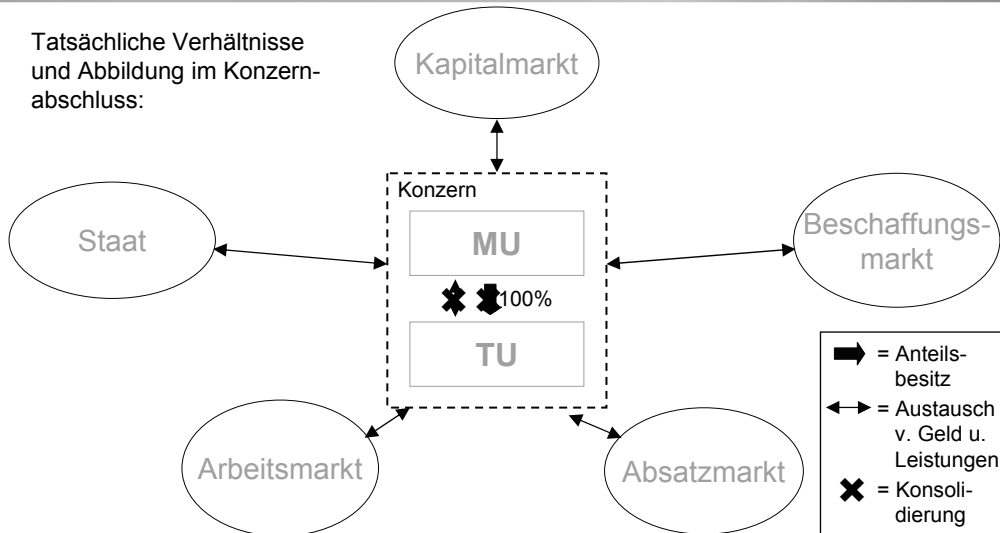 Tatsächliche Verhältnisse
und Abbildung im Konzern-
abschluss:
Kapitalmarkt
Konzern
Staat
MU
Beschaffungs-
markt
100%
TU
Arbeitsmarkt
Absatzmarkt
= Anteils-
besitz
= Austausch
v. Geld u.
Leistungen
= Konsoli-
dierung